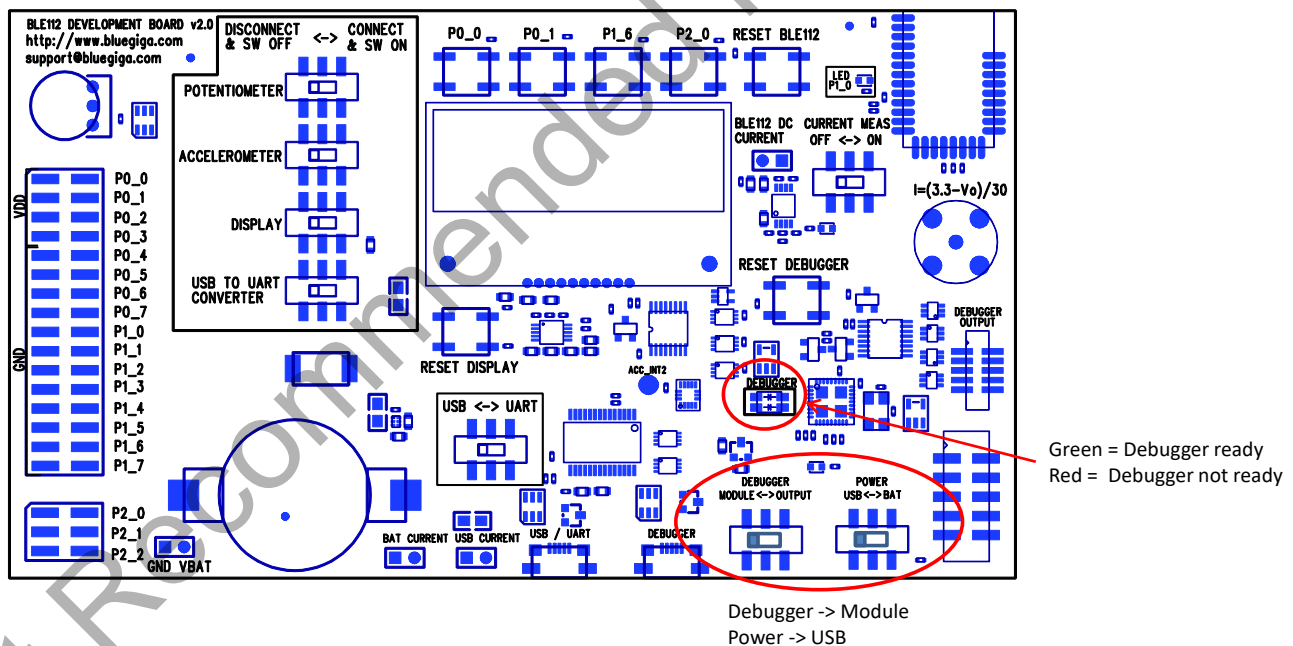 BLE112 DEVELOPMENT BOARD v2.0
http://www.bluegiga.com
support@bluegiga.com
DISCONNECT & SW OFF <-> CONNECT & SW ON
POTENTIOMETER
ACCELEROMETER
DISPLAY
USB TO UART
CONVERTER
P0_0 P0_1 P1_6 P2_0 RESET BLE112
LED
P1_0
BLE112 DC
CURRENT
CURRENT MEAS
OFF <-> ON
I=(3.3-Vo)/30
VDD
GND
P0_0
P0_1
P0_2
P0_3
P0_4
P0_5
P0_6
P0_7
P1_0
P1_1
P1_2
P1_3
P1_4
P1_5
P1_6
P1_7
P2_0
P2_1
P2_2
GND VBAT
RESET DEBUGGER
DEBUGGER
OUTPUT
RESET DISPLAY
ACC_INT2
DEBUGGER
USB <-> UART
Green = Debugger ready
Red = Debugger not ready
DEBUGGER
MODULE<->OUTPUT
POWER
USB<->BAT
BAT CURRENT USB CURRENT
USB / UART
DEBUGGER
Debugger -> Module
Power -> USB
Recommended